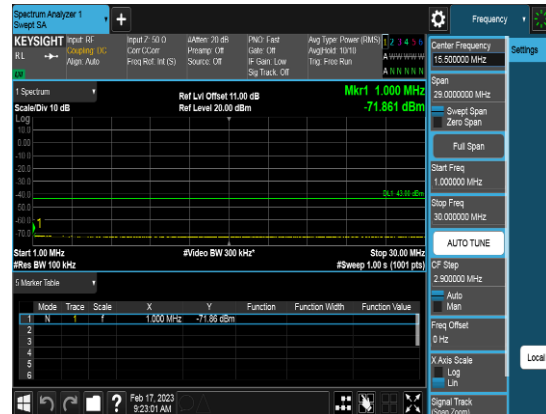 Spectrum Analyzer 1
Swept SA
+
Frequency
KEYSIGHT
RL
Input: RF
Coupling: DC
Align: Auto
Input Z: 50 Ω
Corr CCorr
Freq Ref: Int (S)
#Atten: 20 dB
Preamp: Off
Source: Off
PNO: Fast
Gate: Off
IF Gain: Low
Sig Track: Off
Avg Type: Power (RMS)
Avg|Hold: 10/10
Trig: Free Run
1 2 3 4 5 6
A W W W W W
A N N N N N
1 Spectrum
Scale/Div 10 dB
Log
Ref Lvl Offset 11.00 dB
Ref Level 20.00 dBm
Mkr1 1.000 MHz
-71.861 dBm
10.0
0.00
-10.0
-20.0
-30.0
-40.0
-50.0
-60.0
-70.0
DL1 -43.00 dBm
1
Start 1.00 MHz
#Res BW 100 kHz
#Video BW 300 kHz*
Stop 30.00 MHz
#Sweep 1.00 s (1001 pts)
5 Marker Table
Mode Trace Scale X Y Function Function Width Function Value
1 N 1 f 1.000 MHz -71.86 dBm
2
3
4
5
6
Feb 17, 2023
9:23:01 AM
Center Frequency
15.500000 MHz
Settings
Span
29.0000000 MHz
Swept Span
Zero Span
Full Span
Start Freq
1.000000 MHz
Stop Freq
30.000000 MHz
AUTO TUNE
CF Step
2.900000 MHz
Auto
Man
Freq Offset
0 Hz
X Axis Scale
Log
Lin
Local
Signal Track
(Span Zoom)